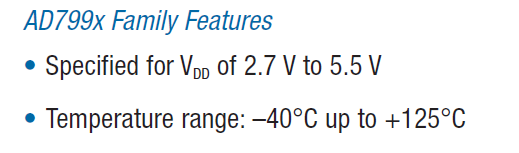 AD799x Family Features
• Specified for VDD of 2.7 V to 5.5 V
• Temperature range: –40°C up to +125°C